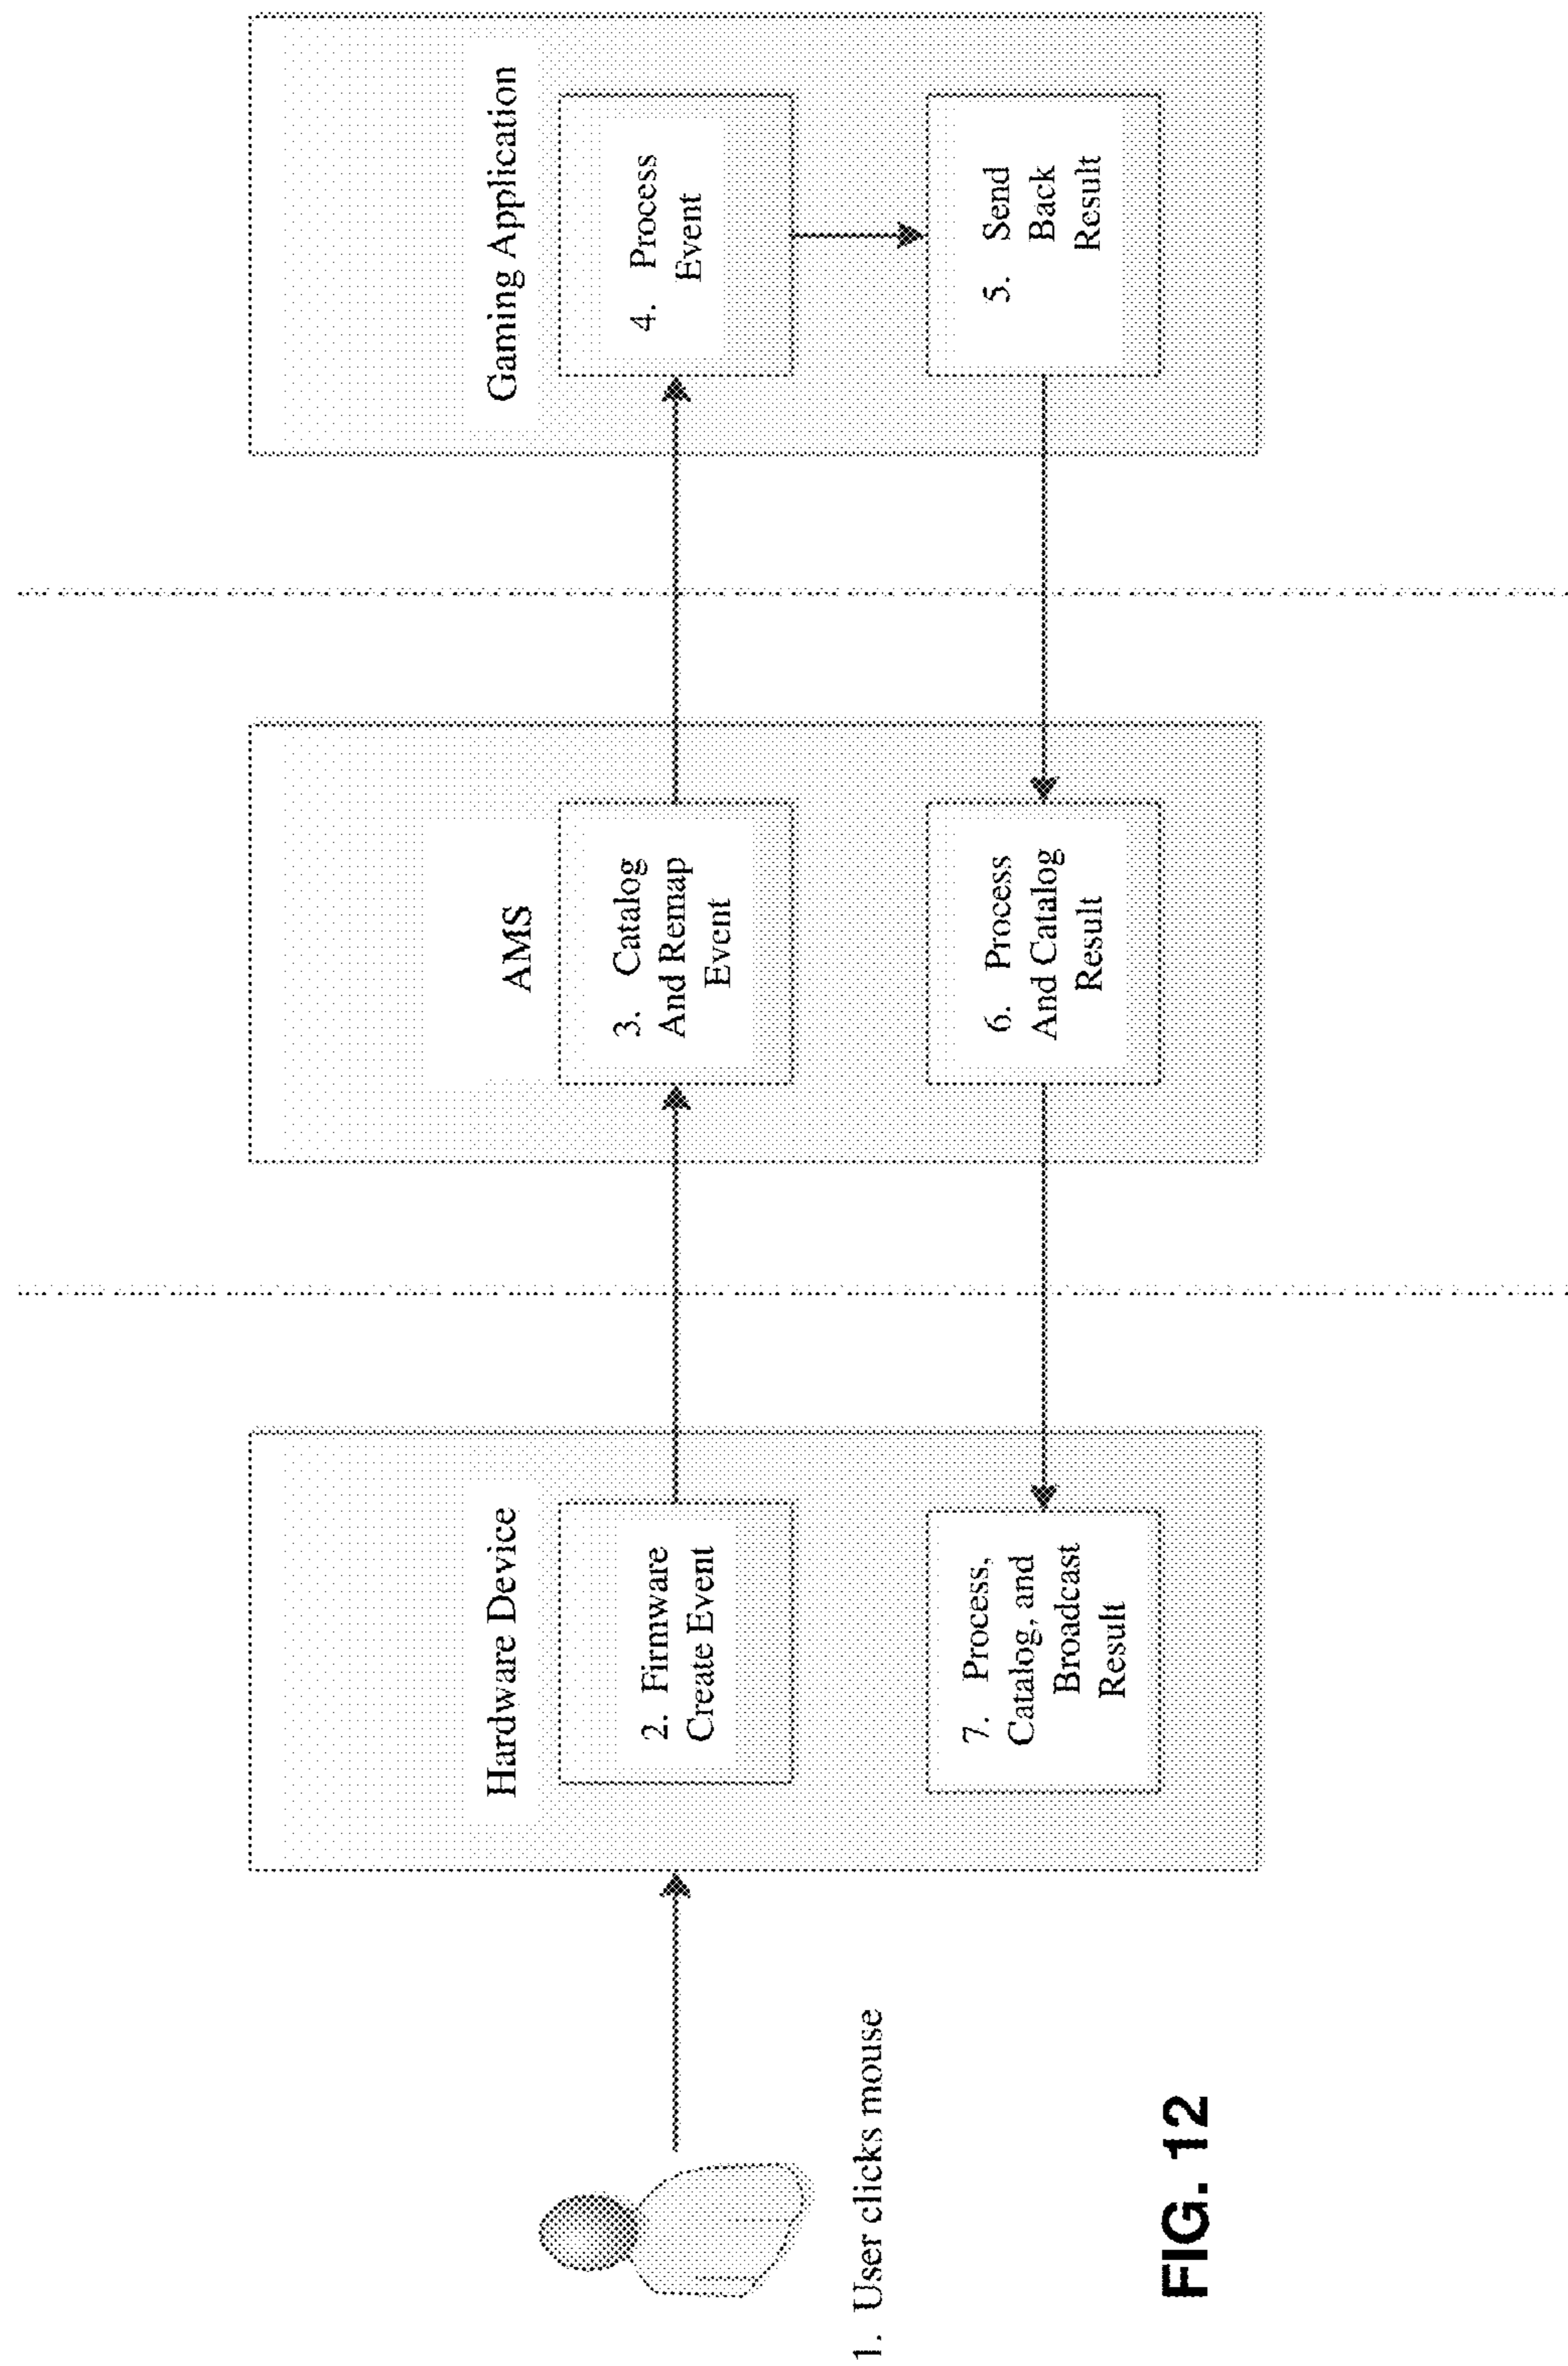 1. User clicks mouse
Hardware Device
2. Firmware
Create Event
7. Process,
Catalog, and
Broadcast
Result
AMS
3. Catalog
And Remap
Event
6. Process
And Catalog
Result
Gaming Application
4. Process
Event
5. Send
Back
Result
FIG. 12